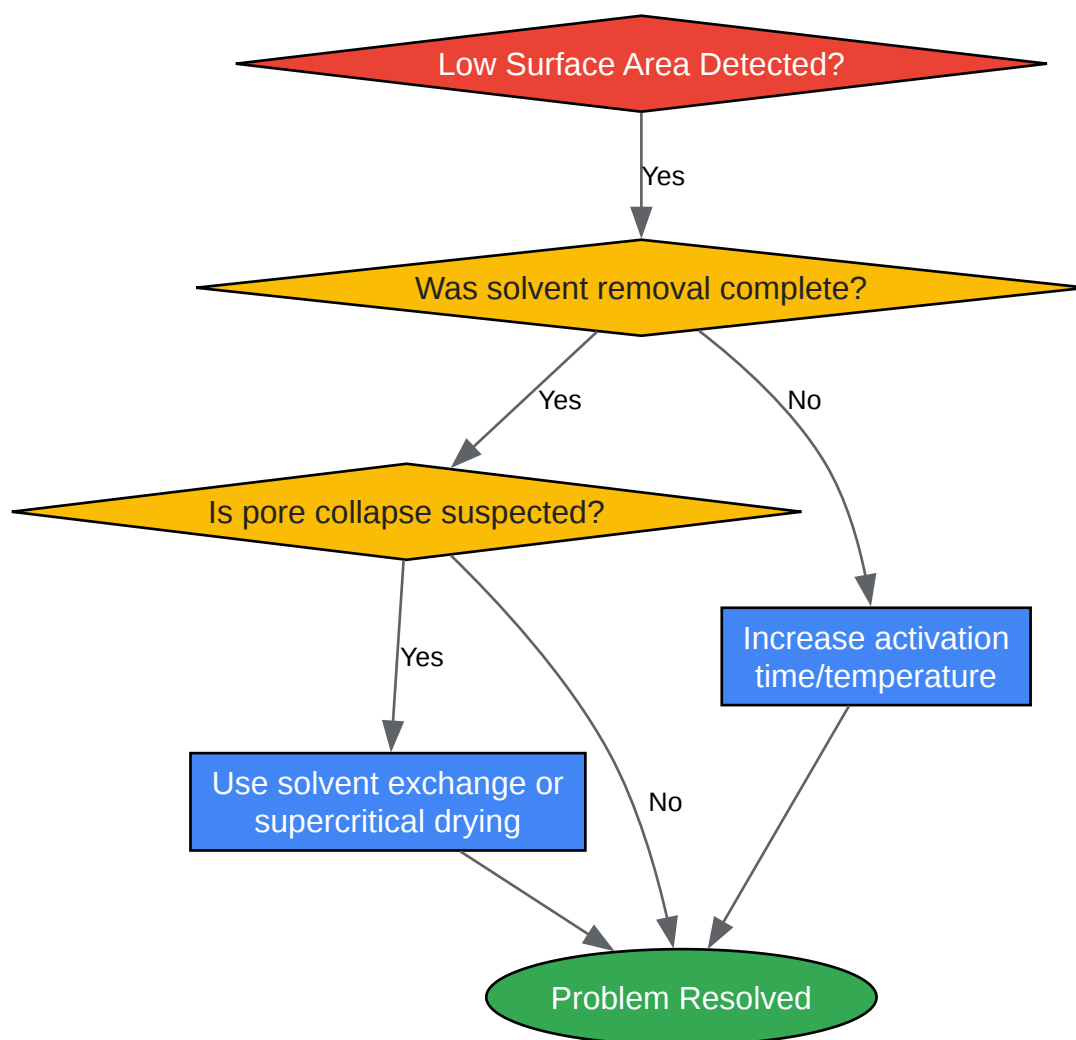 Low Surface Area Detected?
Yes
Was solvent removal complete?
Yes
No
Is pore collapse suspected?
Increase activation
time/temperature
Yes
Use solvent exchange or
supercritical drying
No
Problem Resolved